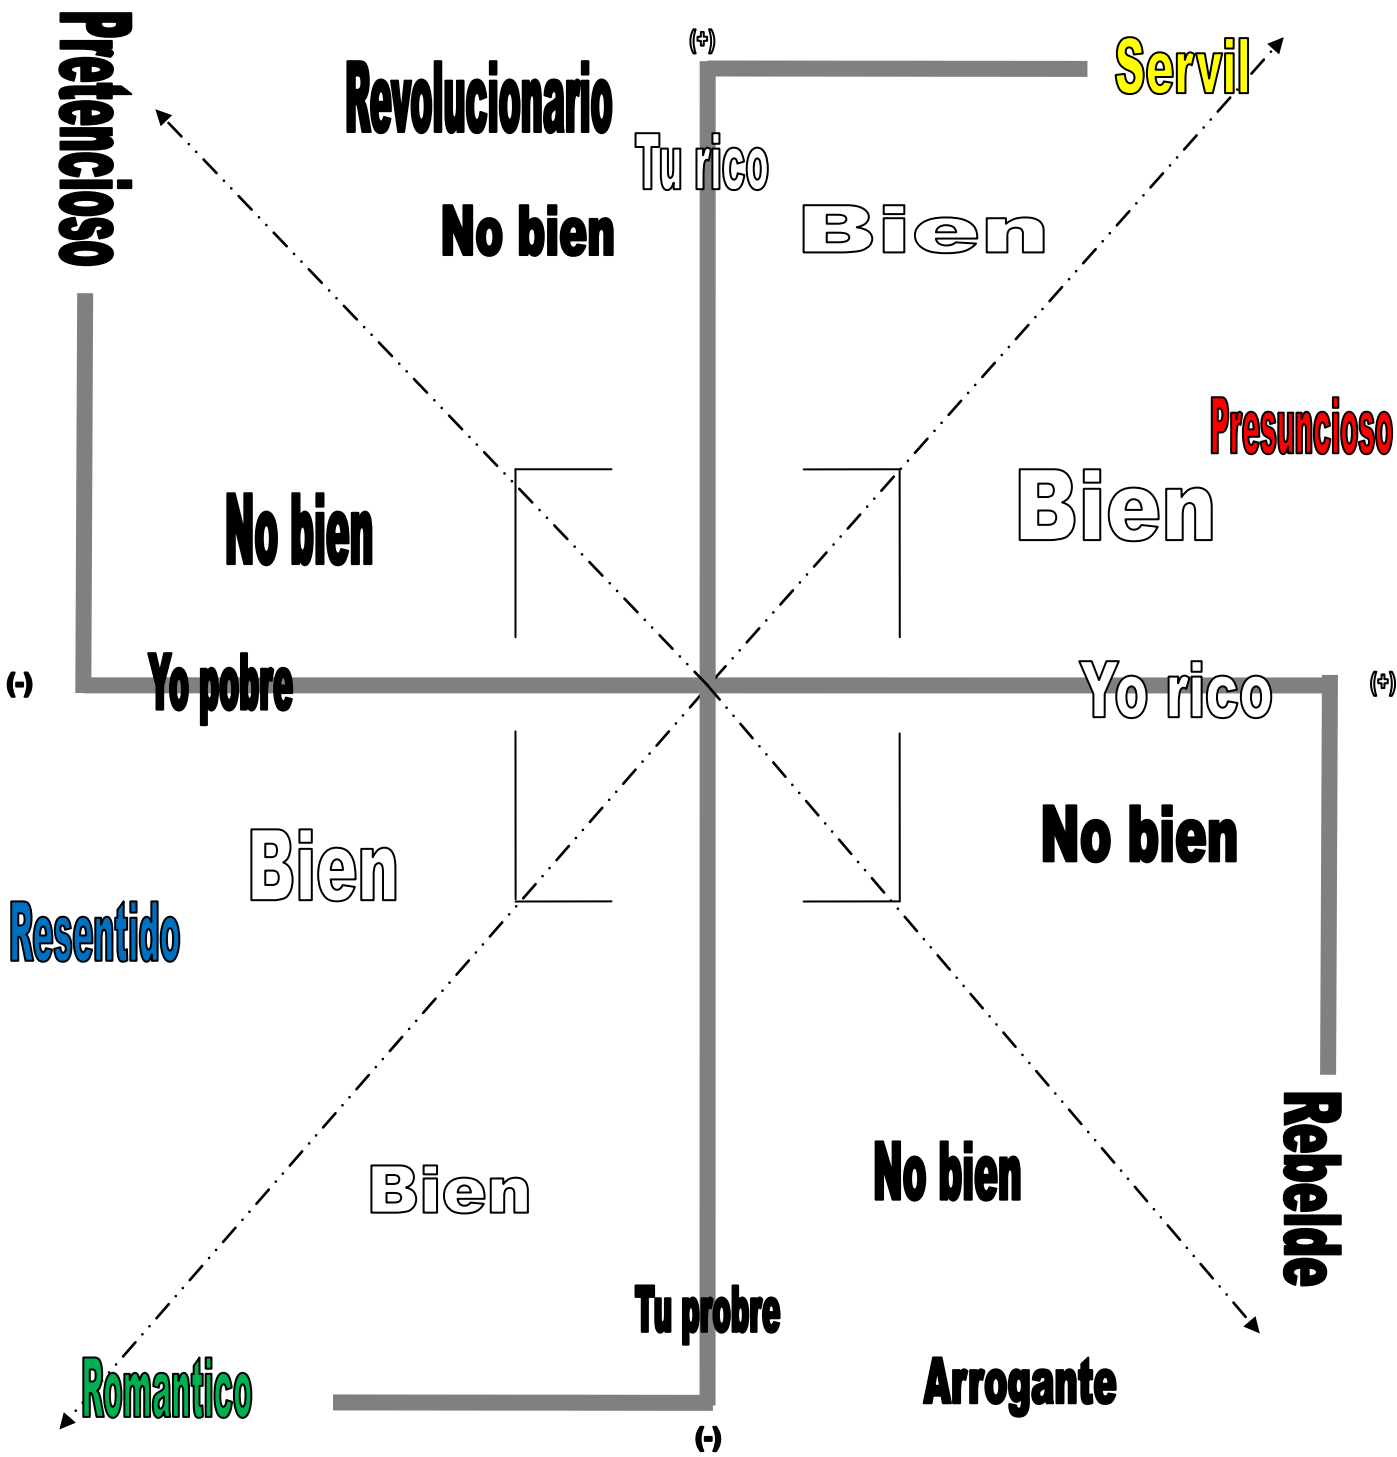 Pretencioso
(+)
Servil
Revolucionario
Tu rico
No bien
Bien
Presuncioso
No bien
Bien
(-)
Yo pobre
Yo rico
(+)
No bien
Bien
Resentido
Rebelde
No bien
Bien
Tu probre
Romantico
Arrogante
(-)